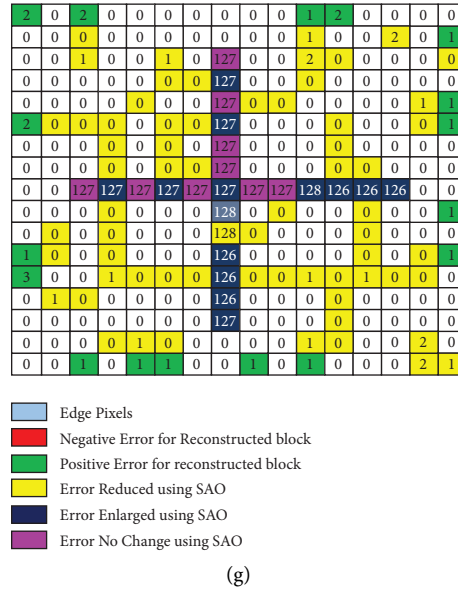 2 0 2 0 0 0 0 0 0 0 1 2 0 0 0 0
0 0 0 0 0 0 0 0 0 0 1 0 0 2 0 1
0 0 1 0 0 1 0 127 0 0 2 0 0 0 0 0
0 0 0 0 0 0 0 127 0 0 0 0 0 0 0 0
0 0 0 0 0 0 0 127 0 0 0 0 0 0 1 1
2 0 0 0 0 0 0 127 0 0 0 0 0 0 0 1
0 0 0 0 0 0 0 127 0 0 0 0 0 0 0 0
0 0 0 0 0 0 0 127 0 0 0 0 0 0 0 0
0 0 127 127 127 127 127 127 127 127 128 126 126 126 0 0
0 0 0 0 0 0 0 128 0 0 0 0 0 0 0 1
0 0 0 0 0 0 0 128 0 0 0 0 0 0 0 0
1 0 0 0 0 0 0 126 0 0 0 0 0 0 0 1
3 0 0 1 0 0 0 126 0 0 1 0 1 0 0 0
0 1 0 0 0 0 0 126 0 0 0 0 0 0 0 0
0 0 0 0 0 0 0 127 0 0 0 0 0 0 0 0
0 0 0 0 1 0 0 0 0 0 1 0 0 0 2 0
0 0 1 0 1 1 0 0 1 0 1 0 0 0 2 1
Edge Pixels
Negative Error for Reconstructed block
Positive Error for reconstructed block
Error Reduced using SAO
Error Enlarged using SAO
Error No Change using SAO
(g)